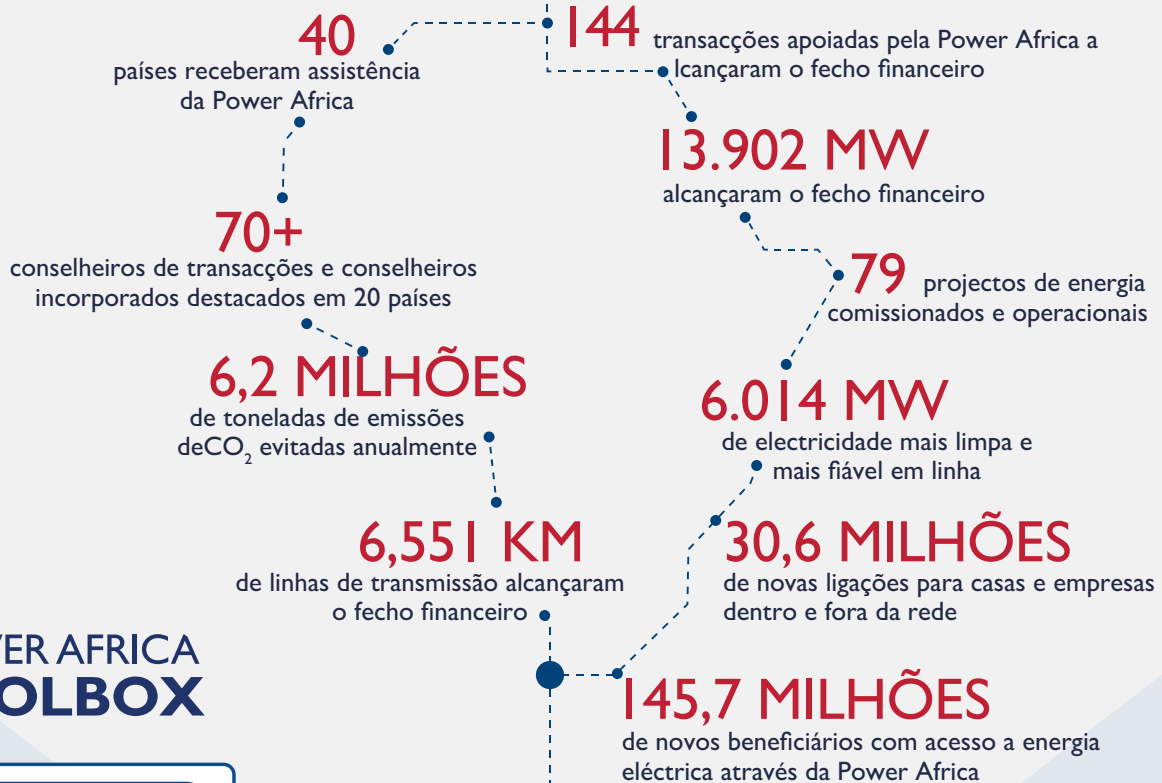 40
países receberam assistência
da Power Africa
70+
conselheiros de transacções e conselheiros
incorporados destacados em 20 países
6,2 MILHÕES
de toneladas de emissões
deCO₂ evitadas anualmente
6,551 KM
de linhas de transmissão alcançaram
o fecho financeiro
144 transacções apoiadas pela Power Africa a
lcançaram o fecho financeiro
13.902 MW
alcançaram o fecho financeiro
79 projectos de energia
comissionados e operacionais
6.014 MW
de electricidade mais limpa e
mais fiável em linha
30,6 MILHÕES
de novas ligações para casas e empresas
dentro e fora da rede
145,7 MILHÕES
de novos beneficiários com acesso a energia
eléctrica através da Power Africa
ER AFRICA
OLBOX